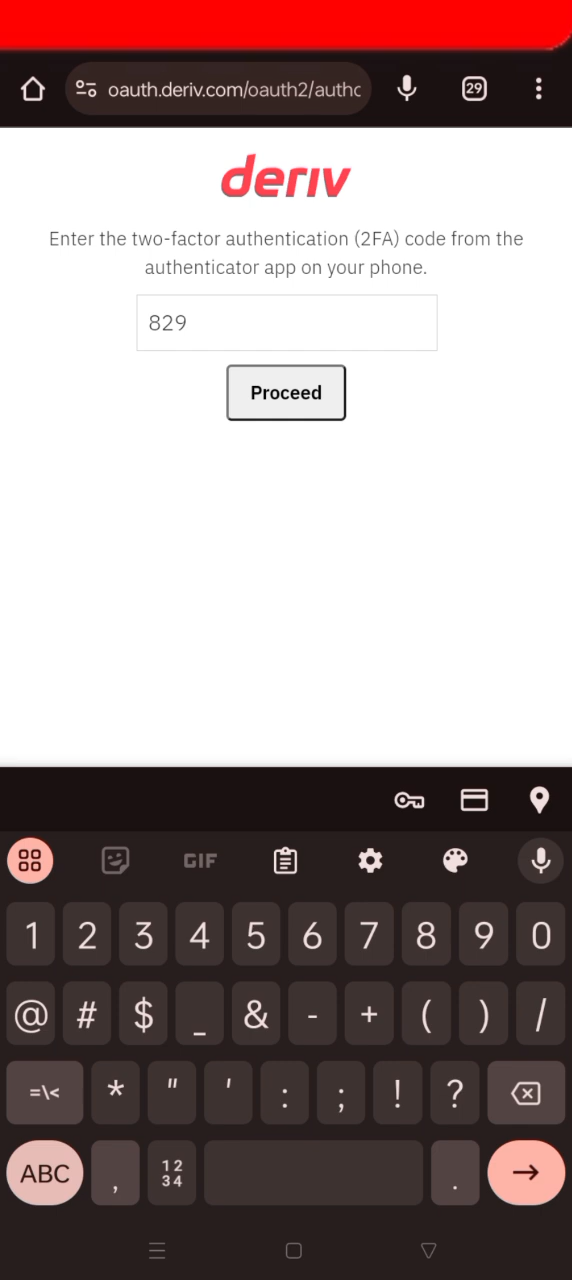 oauth.deriv.com/oauth2/autho
29
deriv
Enter the two-factor authentication (2FA) code from the
authenticator app on your phone.
829
Proceed
GIF
1 2 3 4 5 6 7 8 9 0
@ # $ _ & - + ( ) /
=\< * " ' : ; ! ?
ABC , 12 34 .